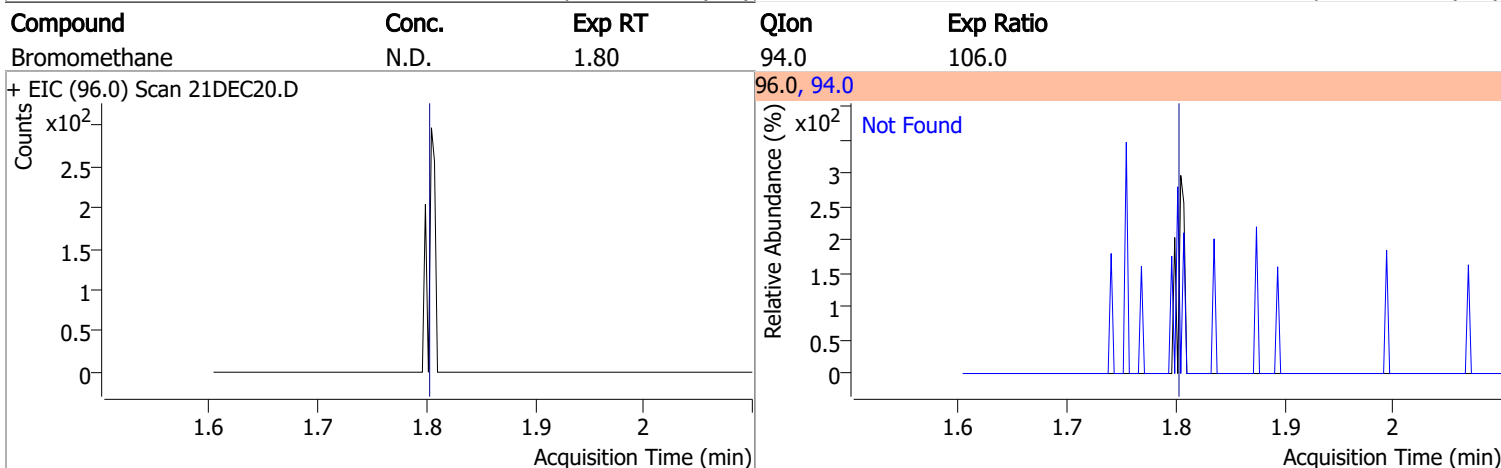 Compound Conc. Exp RT QIon Exp Ratio
Bromomethane N.D. 1.80 94.0 106.0
+ EIC (96.0) Scan 21DEC20.D
96.0, 94.0
Counts
x10²
2.5
2
1.5
1
0.5
0
1.6 1.7 1.8 1.9 2
Acquisition Time (min)
Relative Abundance (%)
x10²
Not Found
3
2.5
2
1.5
1
0.5
0
1.6 1.7 1.8 1.9 2
Acquisition Time (min)